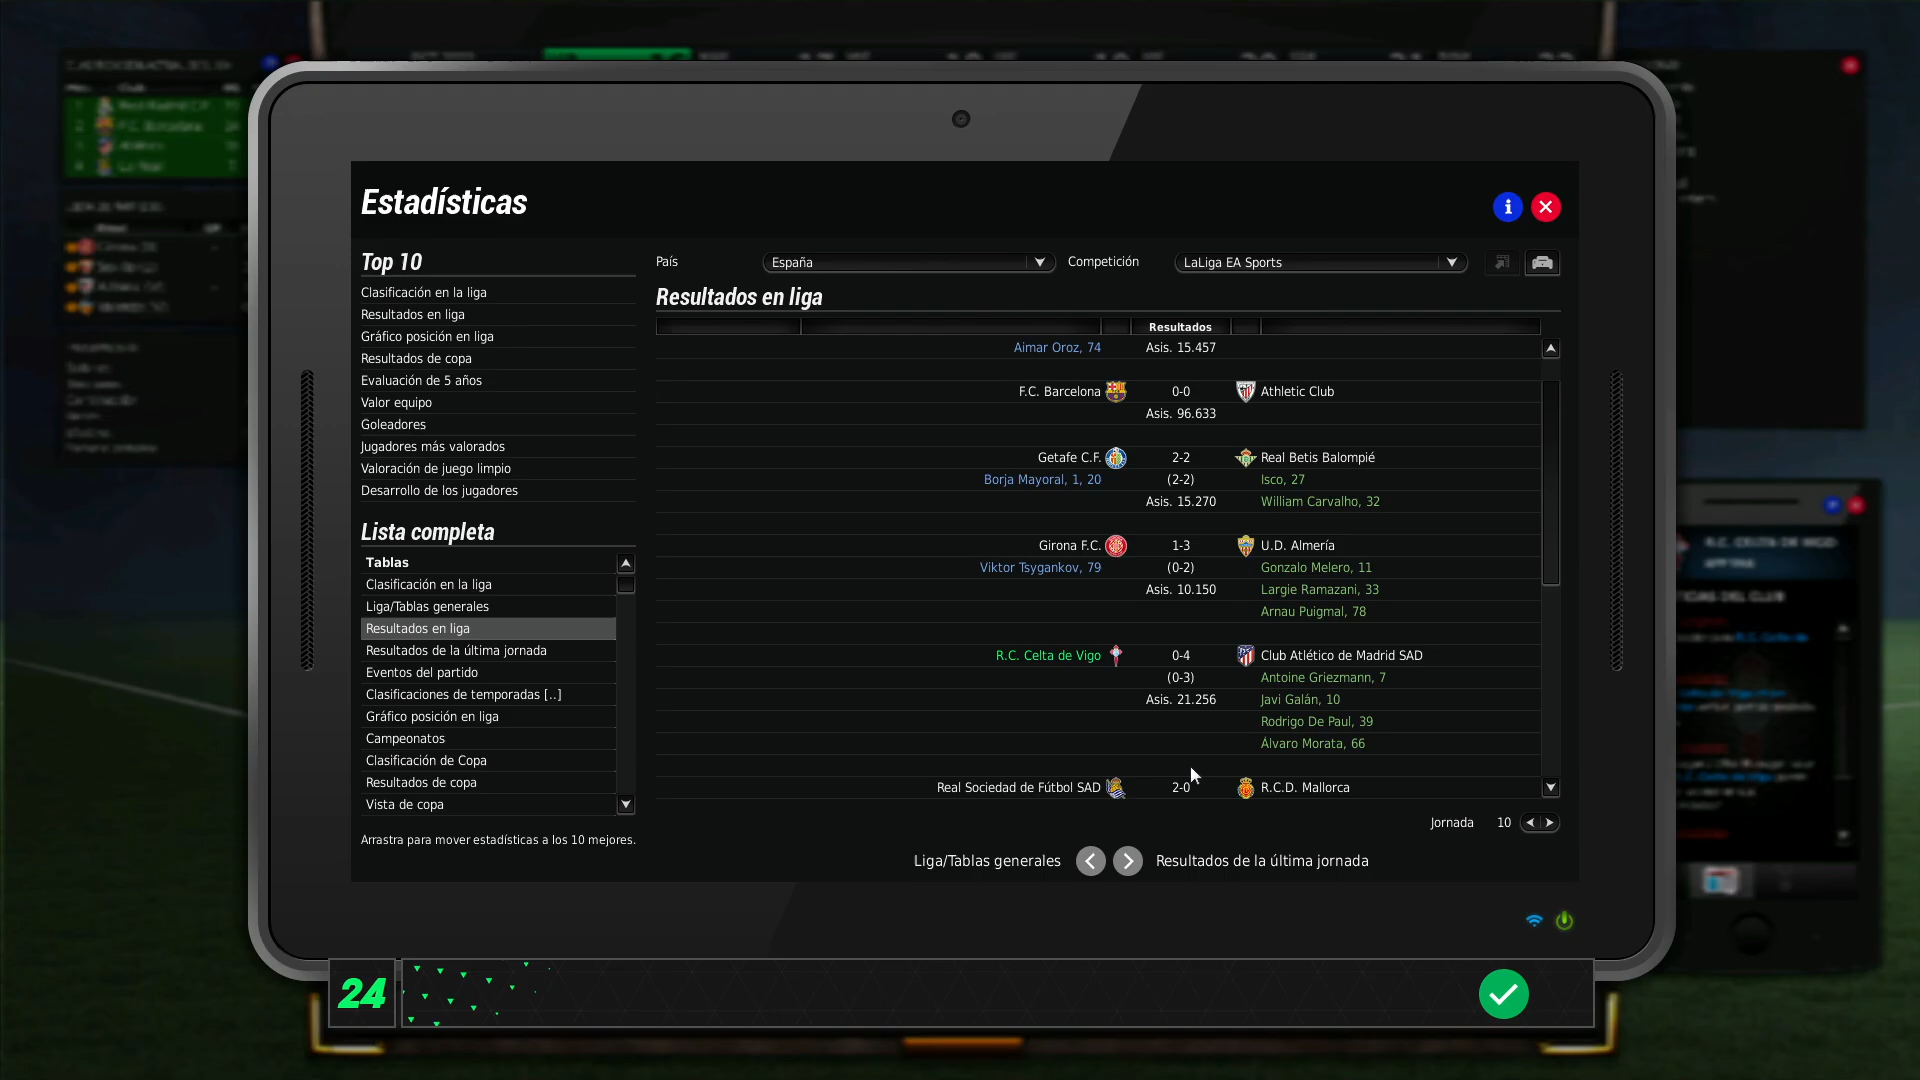 Estadísticas
Top 10
Clasificación en la liga
Resultados en liga
Gráfico posición en liga
Resultados de copa
Evaluación de 5 años
Valor equipo
Goleadores
Jugadores más valorados
Valoración de juego limpio
Desarrollo de los jugadores
Lista completa
Tablas
Clasificación en la liga
Liga/Tablas generales
Resultados en liga
Resultados de la última jornada
Eventos del partido
Clasificaciones de temporadas [..]
Gráfico posición en liga
Campeonatos
Clasificación de Copa
Resultados de copa
Vista de copa
Arrastra para mover estadísticas a los 10 mejores.
País España Competición LaLiga EA Sports
Resultados en liga
Resultados
Aimar Oroz, 74 Asis. 15.457
F.C. Barcelona 0-0 Athletic Club
Asis. 96.633
Getafe C.F. 2-2 Real Betis Balompié
Borja Mayoral, 1, 20 (2-2) Isco, 27
Asis. 15.270 William Carvalho, 32
Girona F.C. 1-3 U.D. Almería
Viktor Tsygankov, 79 (0-2) Gonzalo Melero, 11
Asis. 10.150 Largie Ramazani, 33
Arnau Puigmal, 78
R.C. Celta de Vigo 0-4 Club Atlético de Madrid SAD
(0-3) Antoine Griezmann, 7
Asis. 21.256 Javi Galán, 10
Rodrigo De Paul, 39
Álvaro Morata, 66
Real Sociedad de Fútbol SAD 2-0 R.C.D. Mallorca
Jornada 10
Liga/Tablas generales Resultados de la última jornada
24